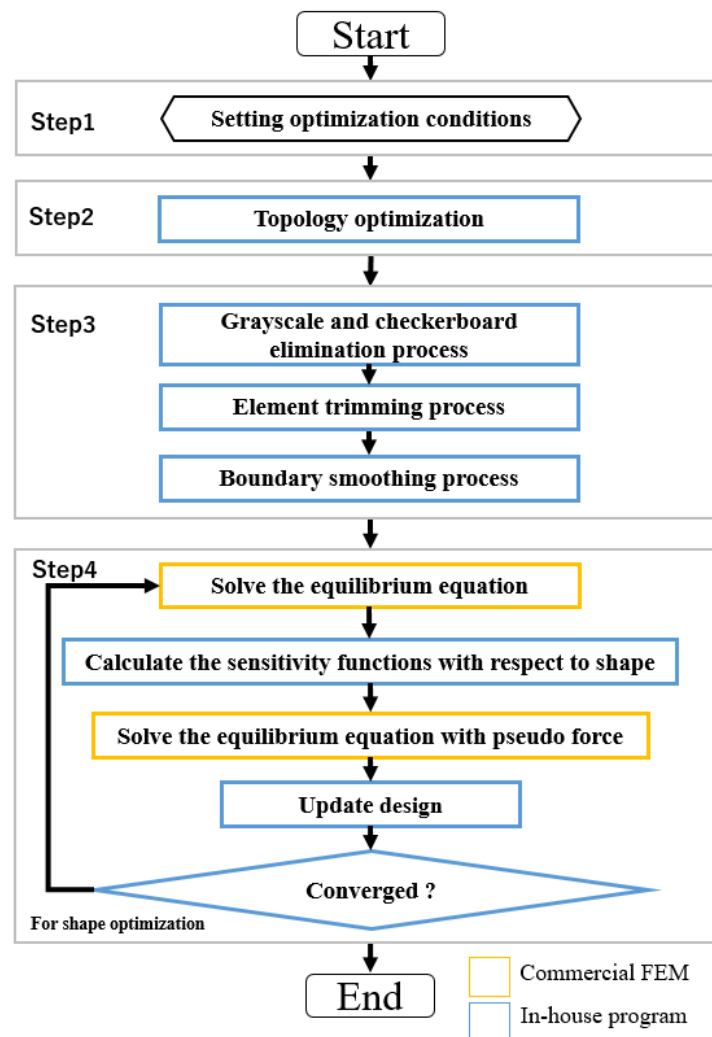 Start
Step1
Setting optimization conditions
Step2
Topology optimization
Step3
Grayscale and checkerboard
elimination process
Element trimming process
Boundary smoothing process
Step4
Solve the equilibrium equation
Calculate the sensitivity functions with respect to shape
Solve the equilibrium equation with pseudo force
Update design
Converged ?
For shape optimization
End
Commercial FEM
In-house program